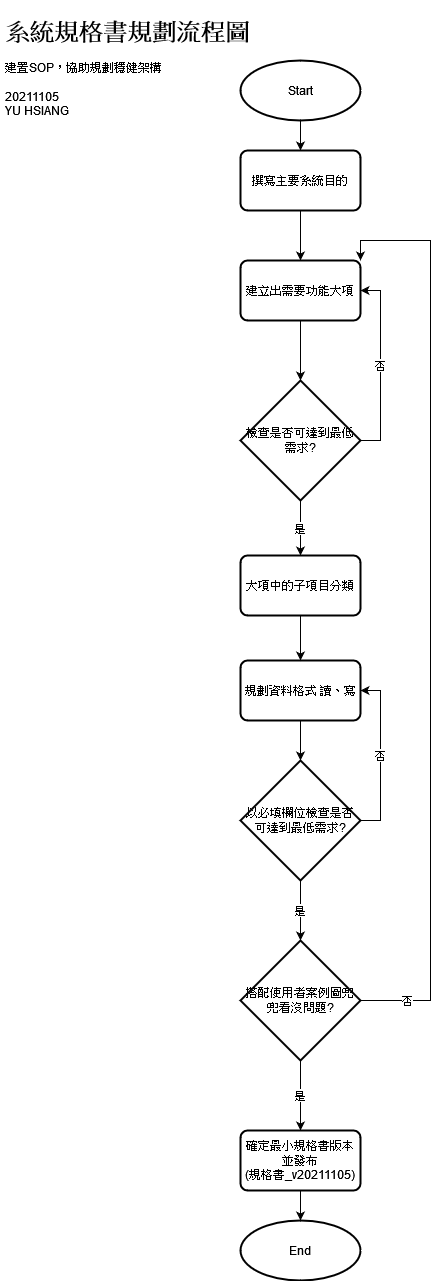 系統規格書規劃流程圖
建置SOP，協助規劃穩健架構
20211105
YU HSIANG
Start
撰寫主要系統目的
建立出需要功能大項
否
檢查是否可達到最低
需求?
是
大項中的子項目分類
規劃資料格式 讀、寫
否
以必填欄位檢查是否
可達到最低需求?
是
搭配使用者案例圖兜
兜看沒問題?
否
是
確定最小規格書版本
並發布
(規格書_v20211105)
End